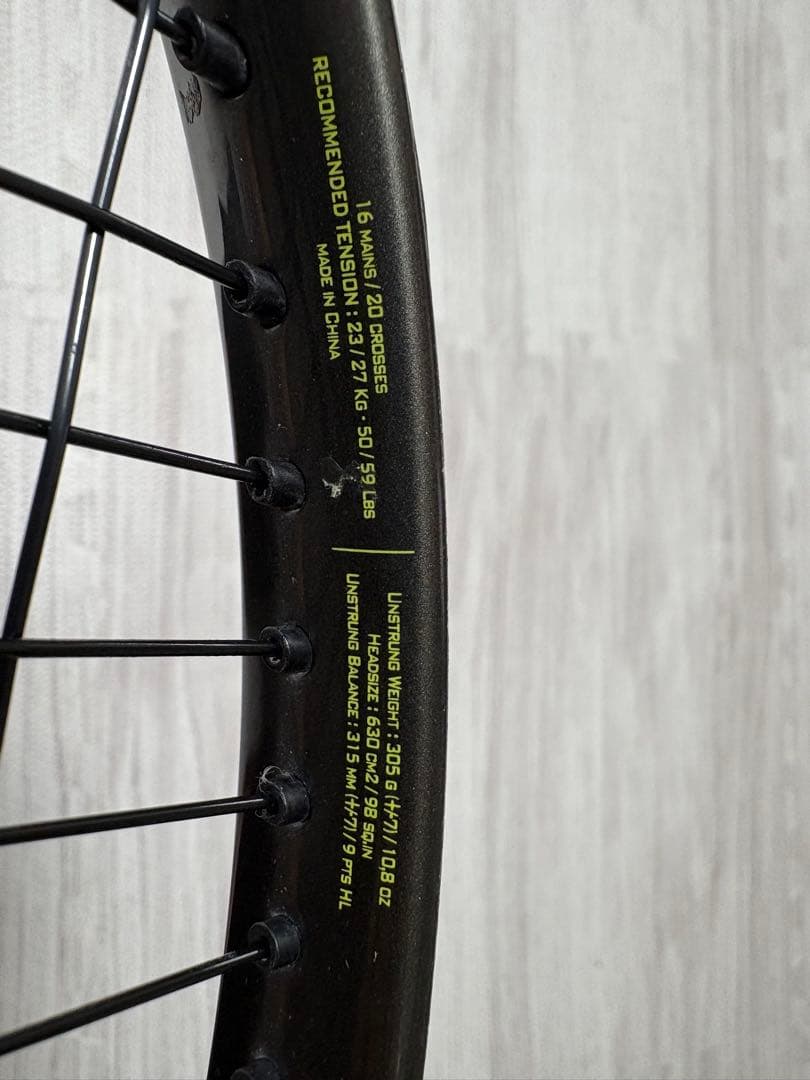 16 MAINS / 20 CROSSES
RECOMMENDED TENSION : 23 / 27 KG - 50 / 59 LBS
MADE IN CHINA
UNSTRUNG WEIGHT : 305 G (+/-7) / 10,8 OZ
HEADSIZE : 630 CM2 / 98 SQ.IN
UNSTRUNG BALANCE : 315 MM (+/-7) / 9 PTS HL